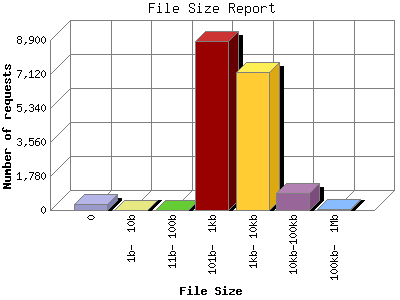 File Size Report
Number of requests
8,900
7,120
5,340
3,560
1,780
0
0
1b- 10b
11b- 100b
101b- 1kb
1kb- 10kb
10kb-100kb
100kb- 1Mb
File Size